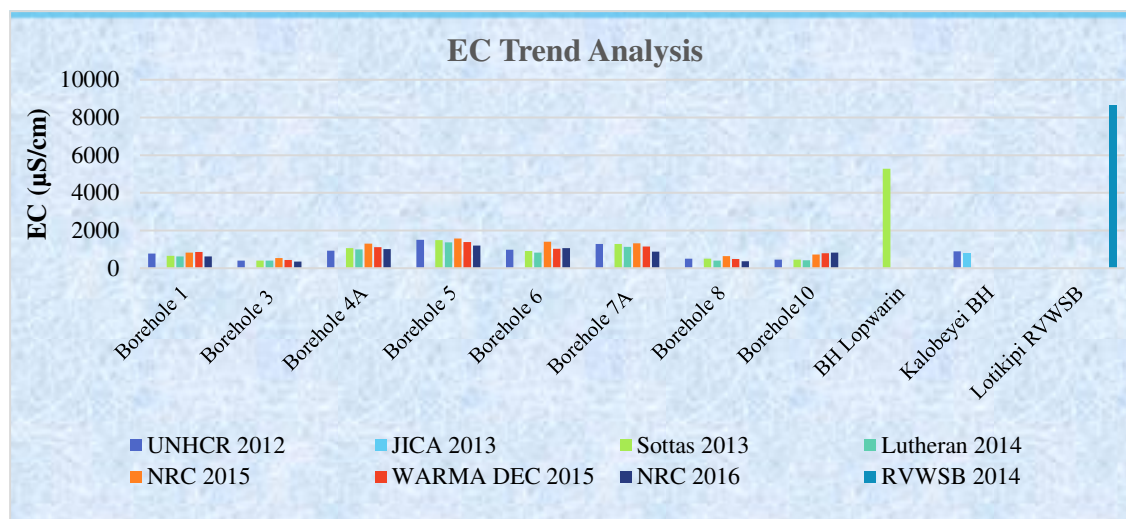 EC Trend Analysis
EC (µS/cm)
10000
8000
6000
4000
2000
0
Borehole 1
Borehole 3
Borehole 4A
Borehole 5
Borehole 6
Borehole 7A
Borehole 8
Borehole10
BH Lopwarin
Kalobeyei BH
Lotikipi RVWSB
UNHCR 2012 JICA 2013 Sottas 2013 Lutheran 2014
NRC 2015 WARMA DEC 2015 NRC 2016 RVWSB 2014